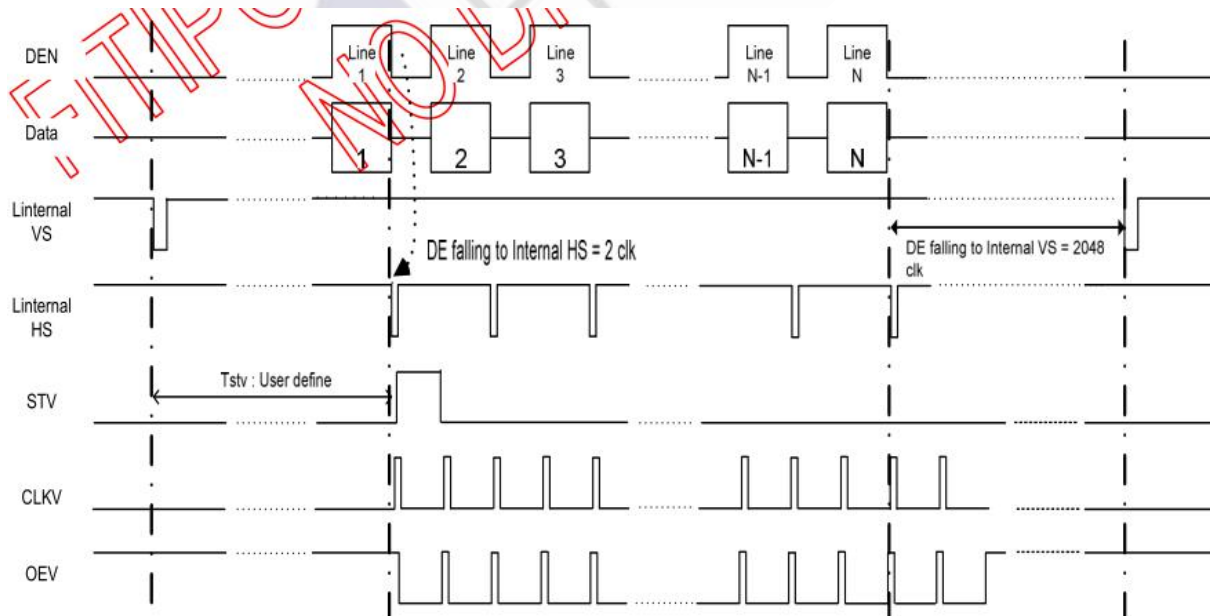 DEN
Line
1
Line
2
Line
3
Line
N-1
Line
N
Data
1
2
3
N-1
N
Linternal
VS
DE falling to Internal HS = 2 clk
DE falling to Internal VS = 2048
clk
Linternal
HS
Tstv : User define
STV
CLKV
OEV
NO